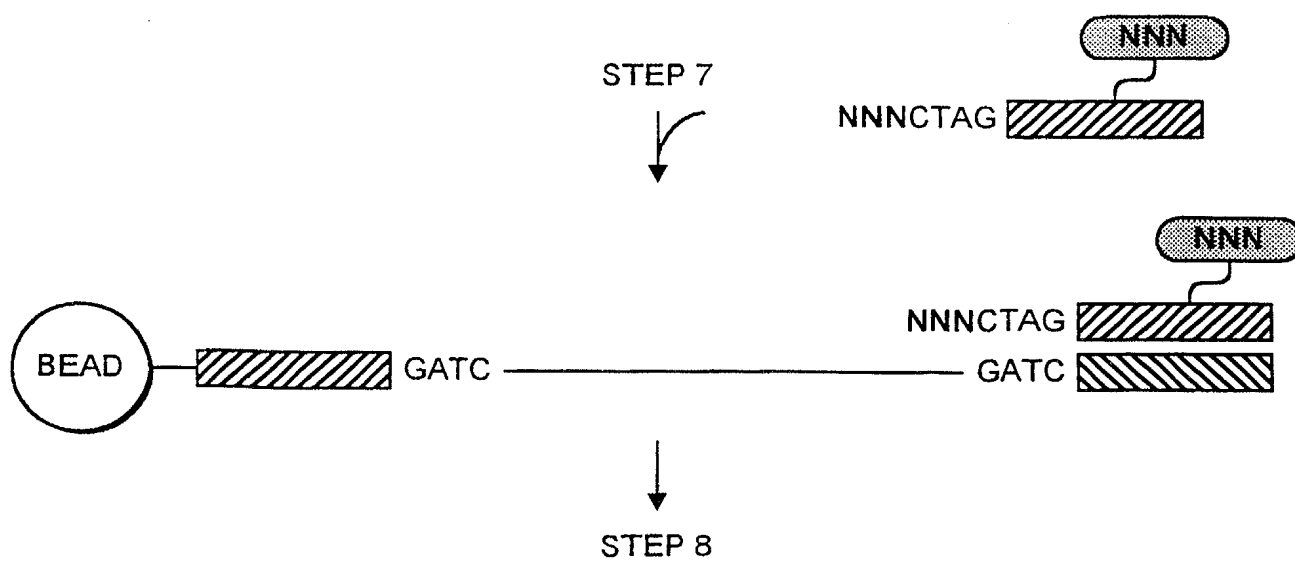 NNN
STEP 7
NNNCTAG
NNN
NNNCTAG
BEAD GATC GATC
STEP 8